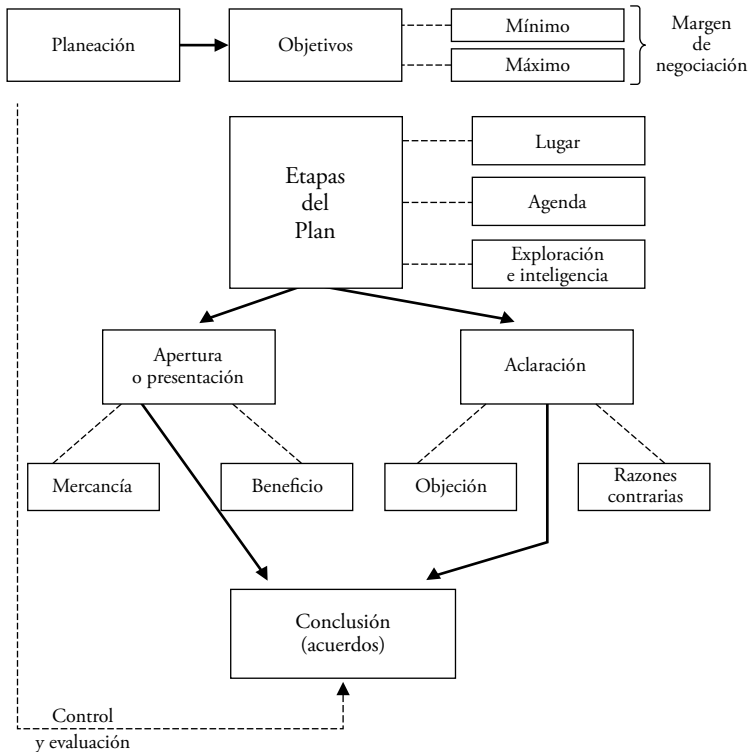 Planeación
Objetivos
Mínimo
Máximo
Margen
de
negociación
Etapas
del
Plan
Lugar
Agenda
Exploración
e inteligencia
Apertura
o presentación
Aclaración
Mercancía
Beneficio
Objeción
Razones
contrarias
Conclusión
(acuerdos)
Control
y evaluación